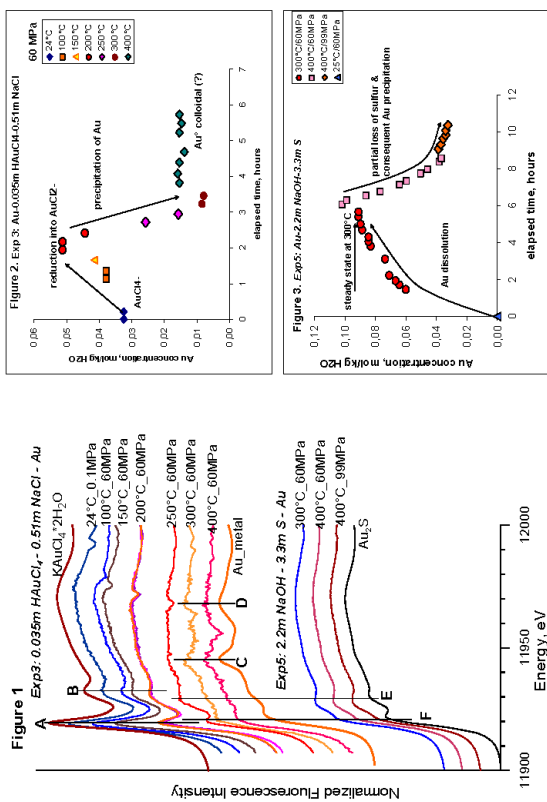 Figure 1
Exp3: 0.035m HAuCl4- 0.51m NaCl - Au
KAuCl4*2H2O
24°C_0.1MPa
100°C_60MPa
150°C_60MPa
200°C_60MPa
250°C_60MPa
300°C_60MPa
400°C_60MPa
Au_metal
A
B
C
D
Exp5: 2.2m NaOH - 3.3m S - Au
300°C_60MPa
400°C_60MPa
400°C_99MPa
Au2S
E
F
Normalized Fluorescence Intensity
11900
11950
12000
Energy, eV
Figure 2. Exp 3: Au-0.035m HAuCl4-0.51m NaCl
60 MPa
24°C
100°C
150°C
200°C
250°C
300°C
400°C
reduction into AuCl2-
precipitation of Au
AuCl4-
Au° colloidal (?)
Au concentration, mol/kg H2O
0,06
0,05
0,04
0,03
0,02
0,01
0,00
0
1
2
3
4
5
6
7
elapsed time, hours
Figure 3. Exp5: Au-2.2m NaOH-3.3m S
300°C/60MPa
400°C/60MPa
400°C/99MPa
25°C/60MPa
steady state at 300°C
partial loss of sulfur &
consequent Au precipitation
Au dissolution
Au concentration, mol/kg H2O
0,12
0,10
0,08
0,06
0,04
0,02
0,00
0
2
4
6
8
10
12
elapsed time, hours